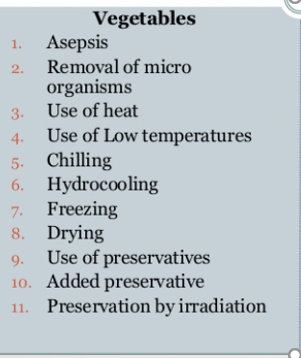 Vegetables
1. Asepsis
2. Removal of micro
organisms
3. Use of heat
4. Use of Low temperatures
5. Chilling
6. Hydrocooling
7. Freezing
8. Drying
9. Use of preservatives
10. Added preservative
11. Preservation by irradiation